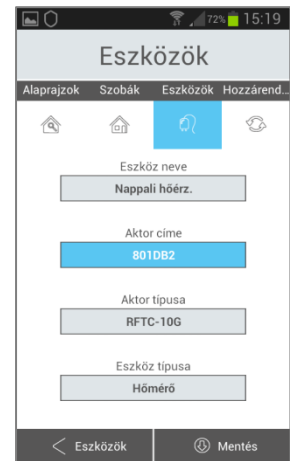 72% 15:19
Eszközök
Alaprajzok Szobák Eszközök Hozzárend...
Eszköz neve
Nappali hőérz.
Aktor címe
801DB2
Aktor típusa
RFTC-10G
Eszköz típusa
Hőmérő
Eszközök Mentés